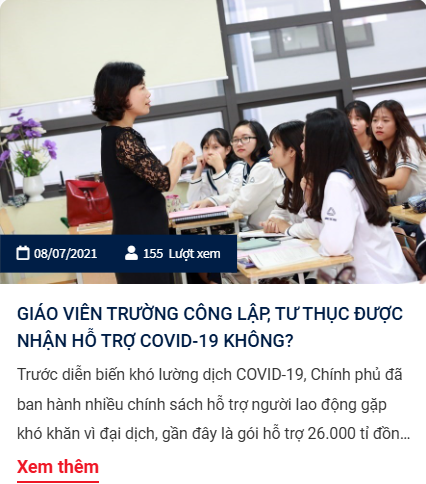 08/07/2021 155 Lượt xem
GIÁO VIÊN TRƯỜNG CÔNG LẬP, TƯ THỤC ĐƯỢC
NHẬN HỖ TRỢ COVID-19 KHÔNG?
Trước diễn biến khó lường dịch COVID-19, Chính phủ đã
ban hành nhiều chính sách hỗ trợ người lao động gặp
khó khăn vì đại dịch, gần đây là gói hỗ trợ 26.000 tỉ đồn...
Xem thêm